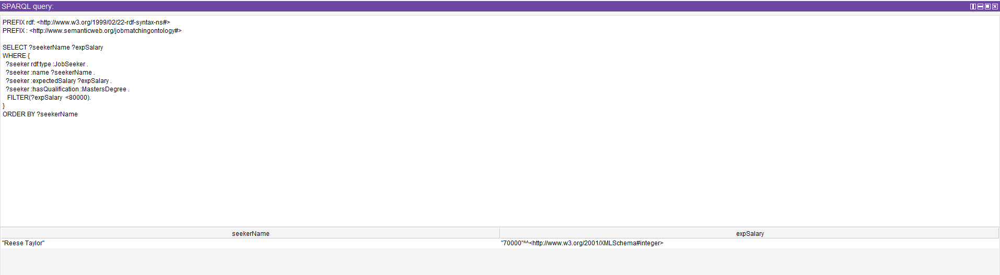 SPARQL query:
PREFIX rdf: <http://www.w3.org/1999/02/22-rdf-syntax-ns#>
PREFIX : <http://www.semanticweb.org/jobmatchingontology#>
SELECT ?seekerName ?expSalary
WHERE {
?seeker rdf:type :JobSeeker .
?seeker :name ?seekerName .
?seeker :expectedSalary ?expSalary .
?seeker :hasQualification :MastersDegree .
FILTER(?expSalary  <80000).
}
ORDER BY ?seekerName
seekerName expSalary
"Reese Taylor" "70000"^^<http://www.w3.org/2001/XMLSchema#integer>